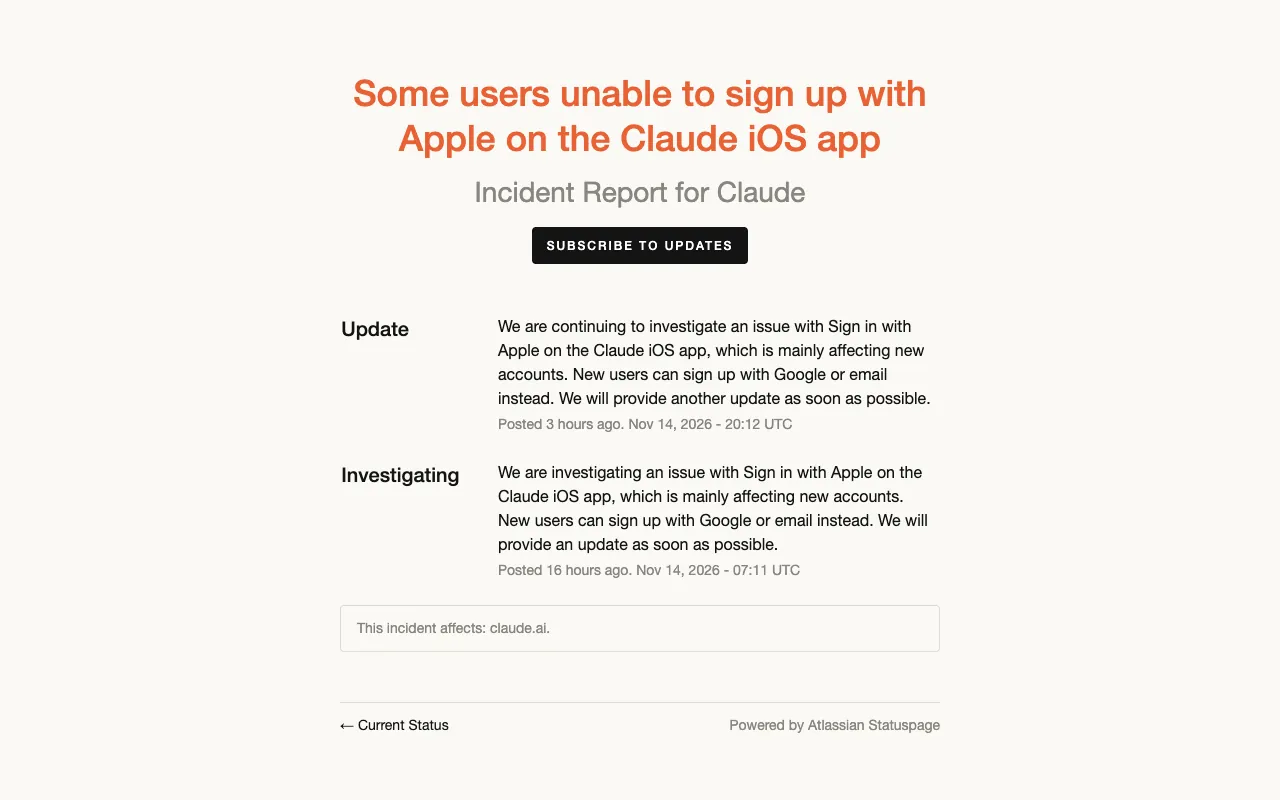 Some users unable to sign up with
Apple on the Claude iOS app
Incident Report for Claude
SUBSCRIBE TO UPDATES
Update
We are continuing to investigate an issue with Sign in with
Apple on the Claude iOS app, which is mainly affecting new
accounts. New users can sign up with Google or email
instead. We will provide another update as soon as possible.
Posted 3 hours ago. Nov 14, 2026 - 20:12 UTC
Investigating
We are investigating an issue with Sign in with Apple on the
Claude iOS app, which is mainly affecting new accounts.
New users can sign up with Google or email instead. We will
provide an update as soon as possible.
Posted 16 hours ago. Nov 14, 2026 - 07:11 UTC
This incident affects: claude.ai.
← Current Status
Powered by Atlassian Statuspage